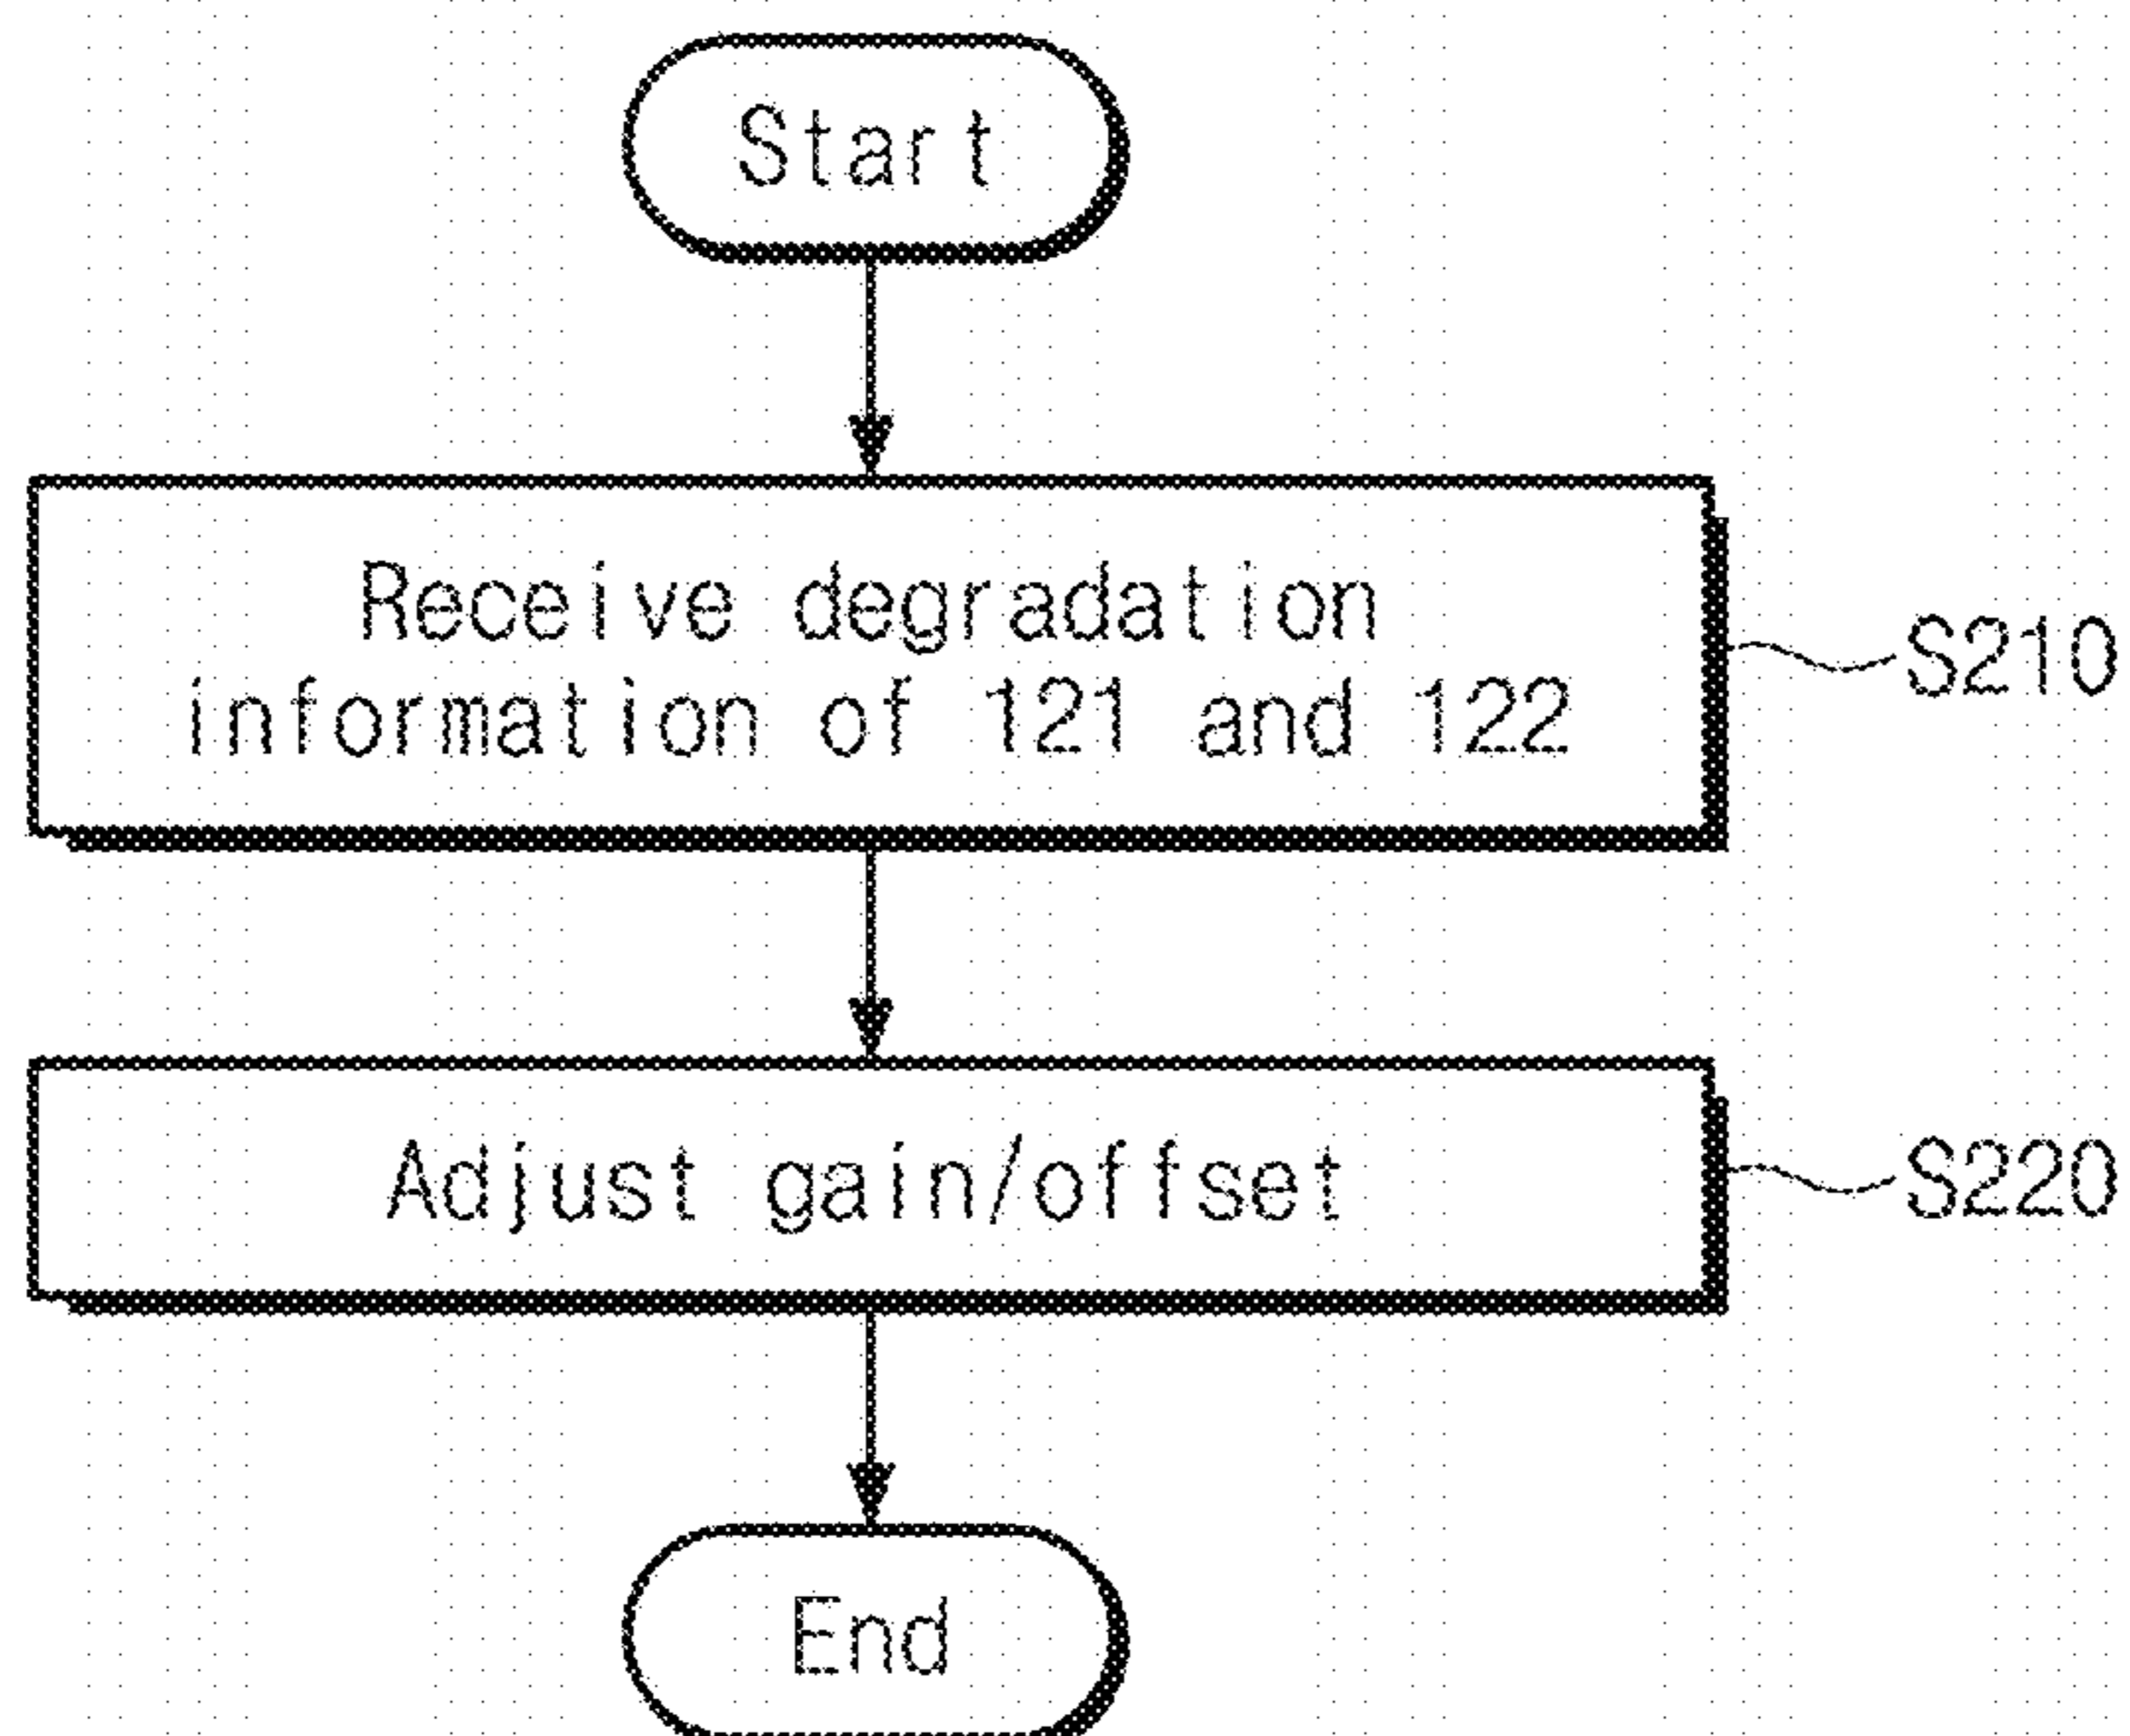 Start
Receive degradation
information of 121 and 122
S210
Adjust gain/offset
S220
End